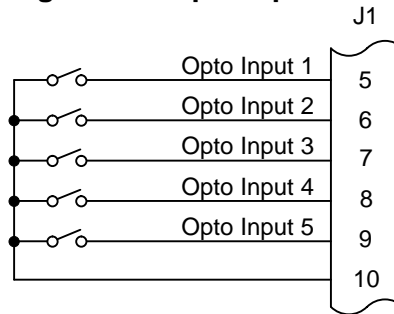 J1
Opto Input 1 5
Opto Input 2 6
Opto Input 3 7
Opto Input 4 8
Opto Input 5 9
10